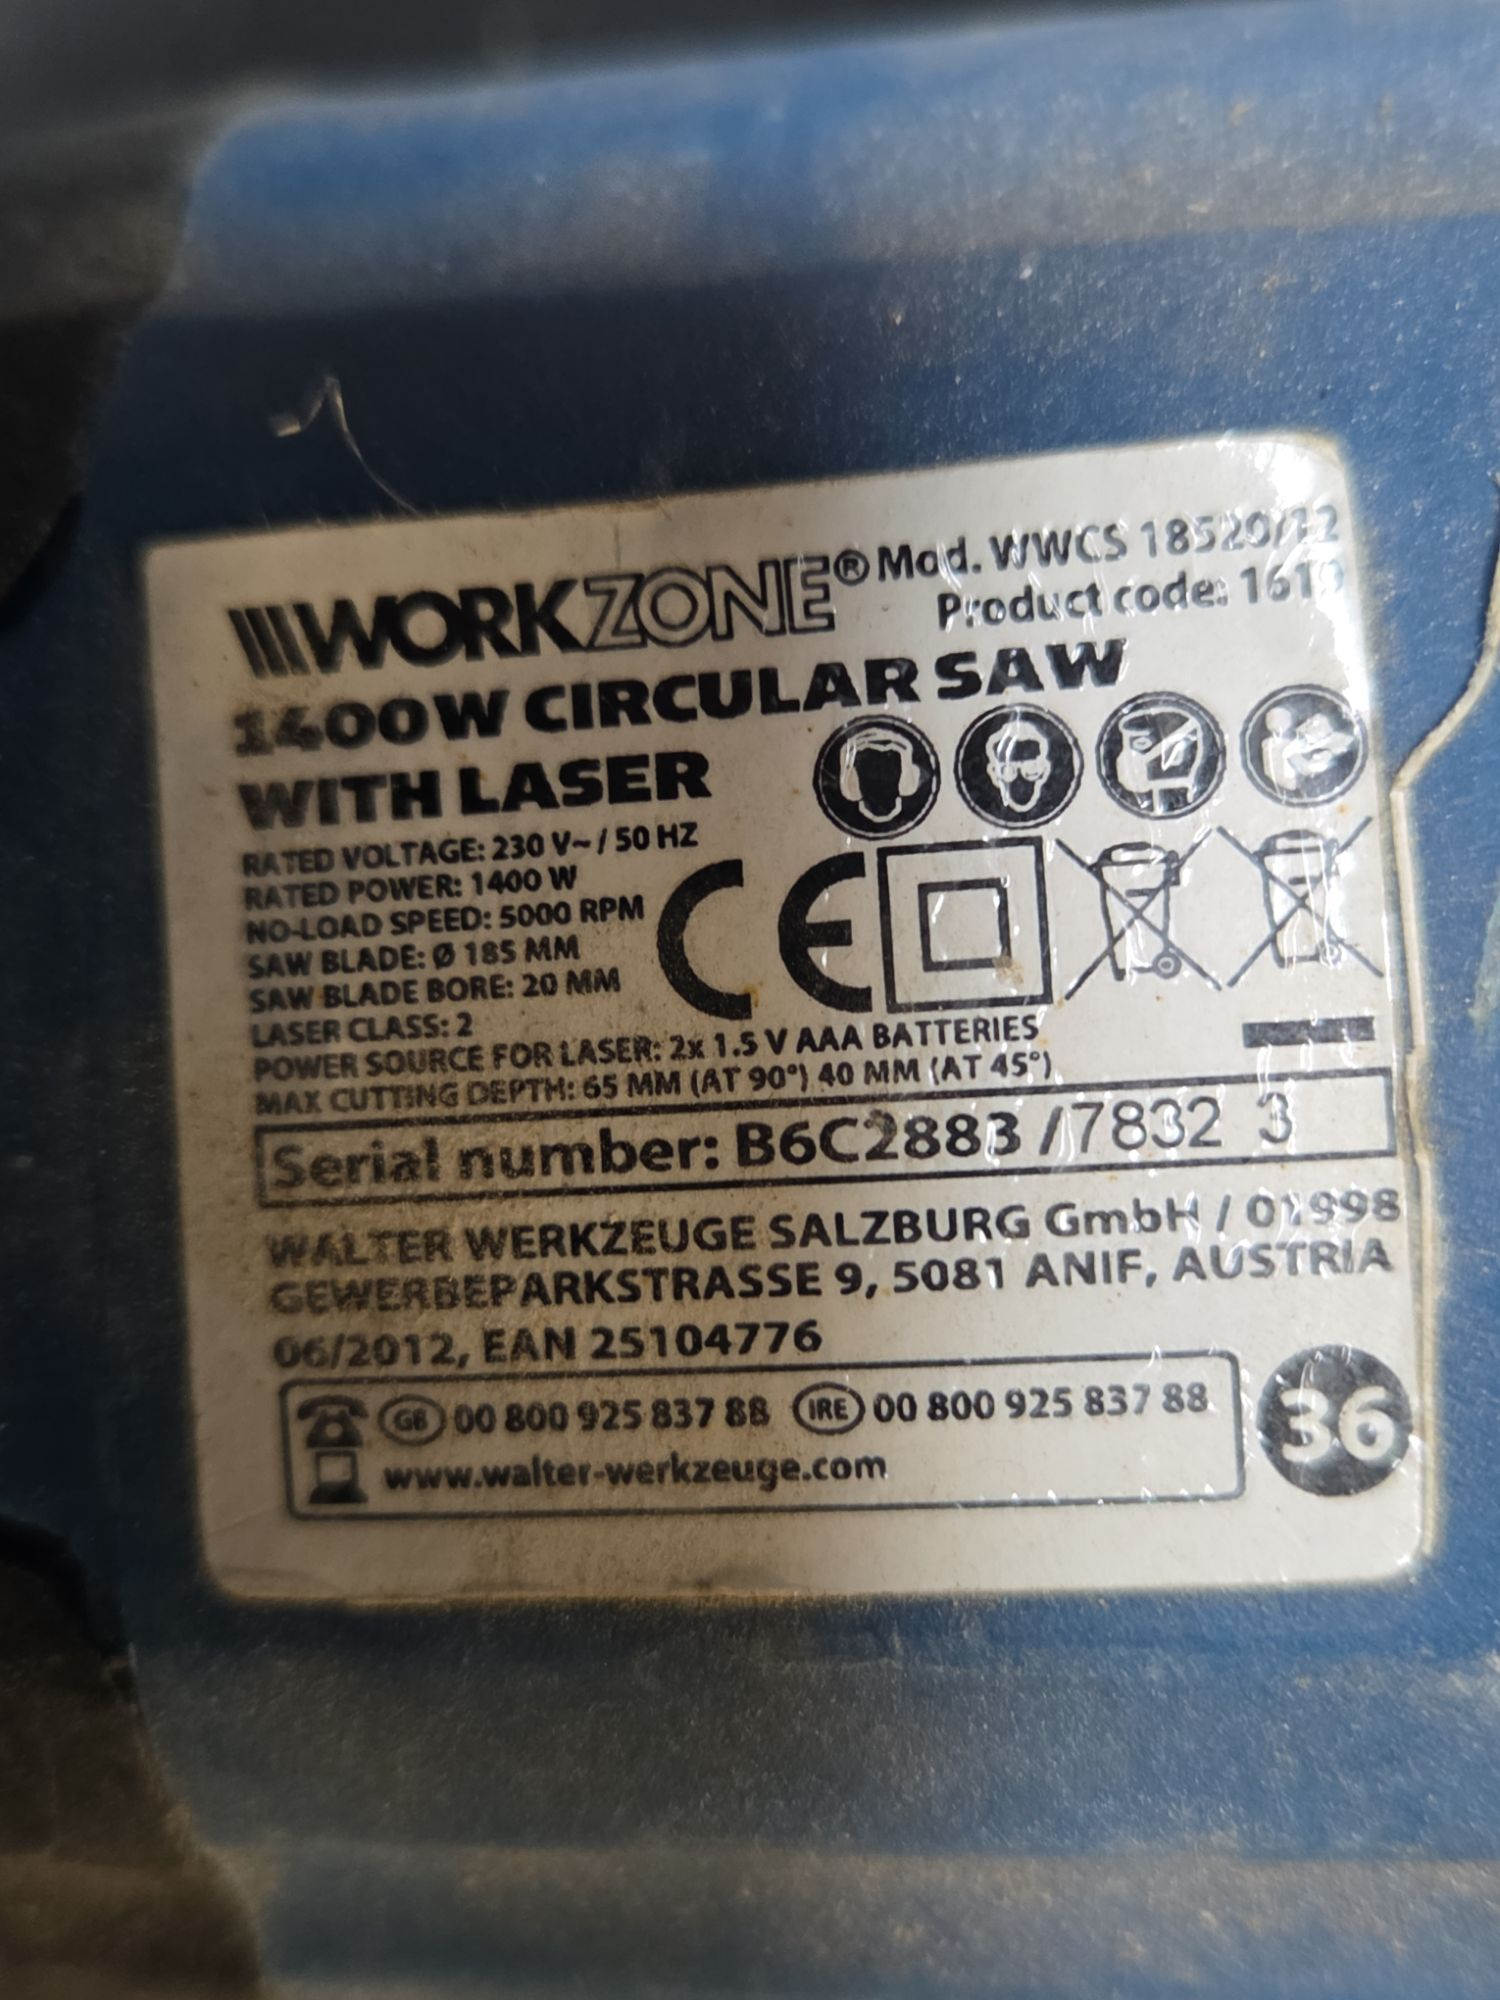 WORKZONE® Mod. WWCS 18520/12
Product code: 1619
1400W CIRCULAR SAW
WITH LASER
RATED VOLTAGE: 230 V~ / 50 HZ
RATED POWER: 1400 W
NO-LOAD SPEED: 5000 RPM
SAW BLADE: Ø 185 MM
SAW BLADE BORE: 20 MM
LASER CLASS: 2
POWER SOURCE FOR LASER: 2x 1.5 V AAA BATTERIES
MAX CUTTING DEPTH: 65 MM (AT 90°) 40 MM (AT 45°)
CE
Serial number: B6C2883 /7832 3
WALTER WERKZEUGE SALZBURG GmbH / 01998
GEWERBEPARKSTRASSE 9, 5081 ANIF, AUSTRIA
06/2012, EAN 25104776
GB 00 800 925 837 88 IRE 00 800 925 837 88
www.walter-werkzeuge.com
36